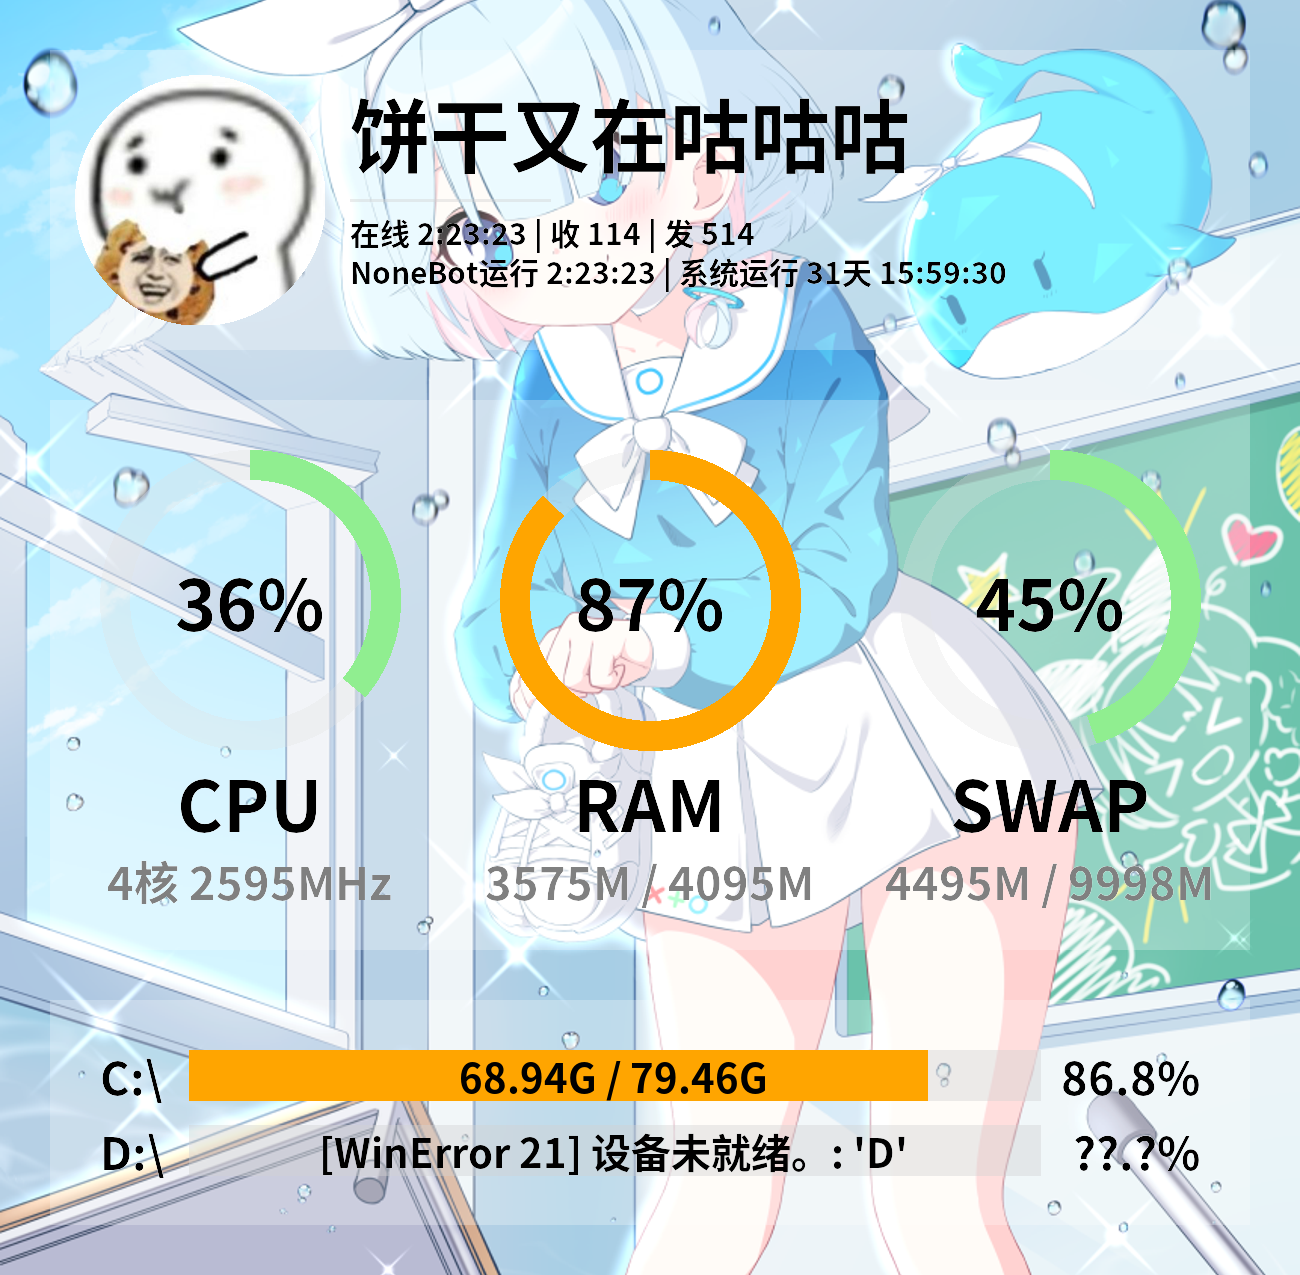 饼干又在咕咕咕
在线 2:23:23 | 收 114 | 发 514
NoneBot运行 2:23:23 | 系统运行 31天 15:59:30
36% 87% 45%
CPU RAM SWAP
4核 2595MHz 3575M / 4095M 4495M / 9998M
C:\ 68.94G / 79.46G 86.8%
D:\ [WinError 21] 设备未就绪。: 'D' ??.?%